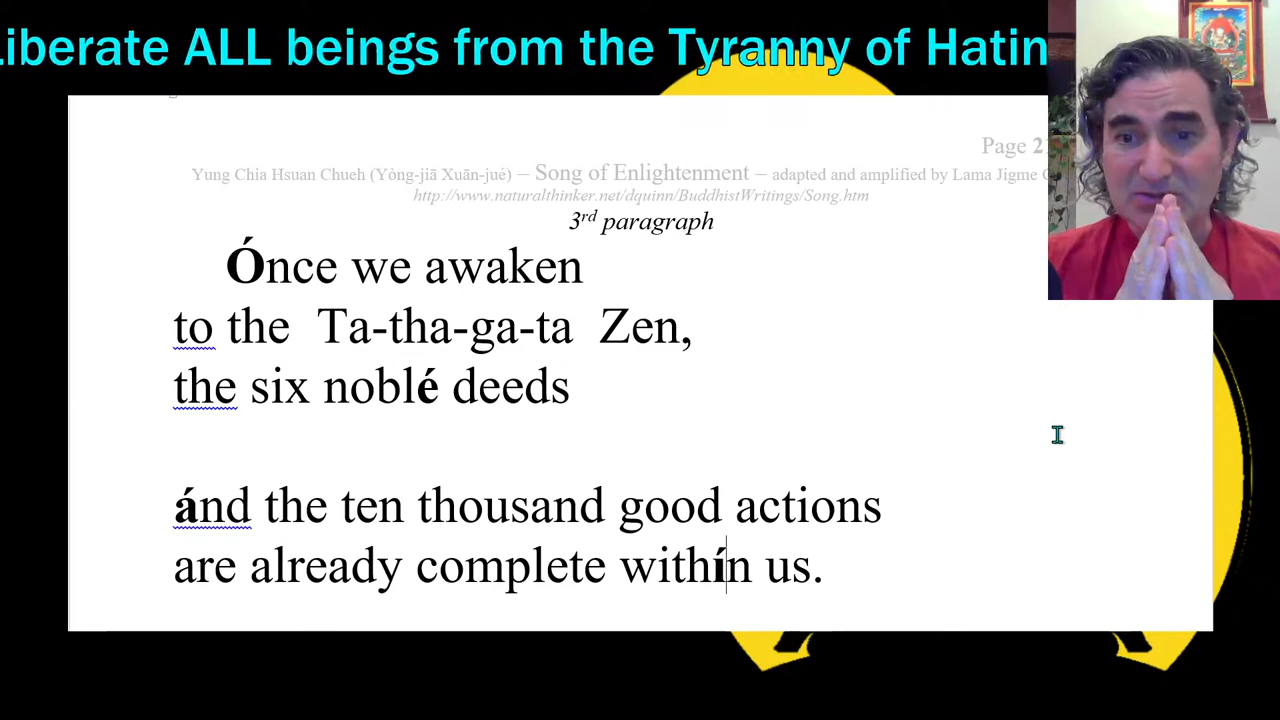 iberate ALL beings from the Tyranny of Hatin
Page 2
Yung Chia Hsuan Chueh (Yòng-jiā Xuān-jué) – Song of Enlightenment – adapted and amplified by Lama Jigme
http://www.naturalthinker.net/dquinn/BuddhistWritings/Song.htm
3rd paragraph
Ónce we awaken
to the Ta-tha-ga-ta Zen,
the six noblé deeds
ánd the ten thousand good actions
are already complete withín us.